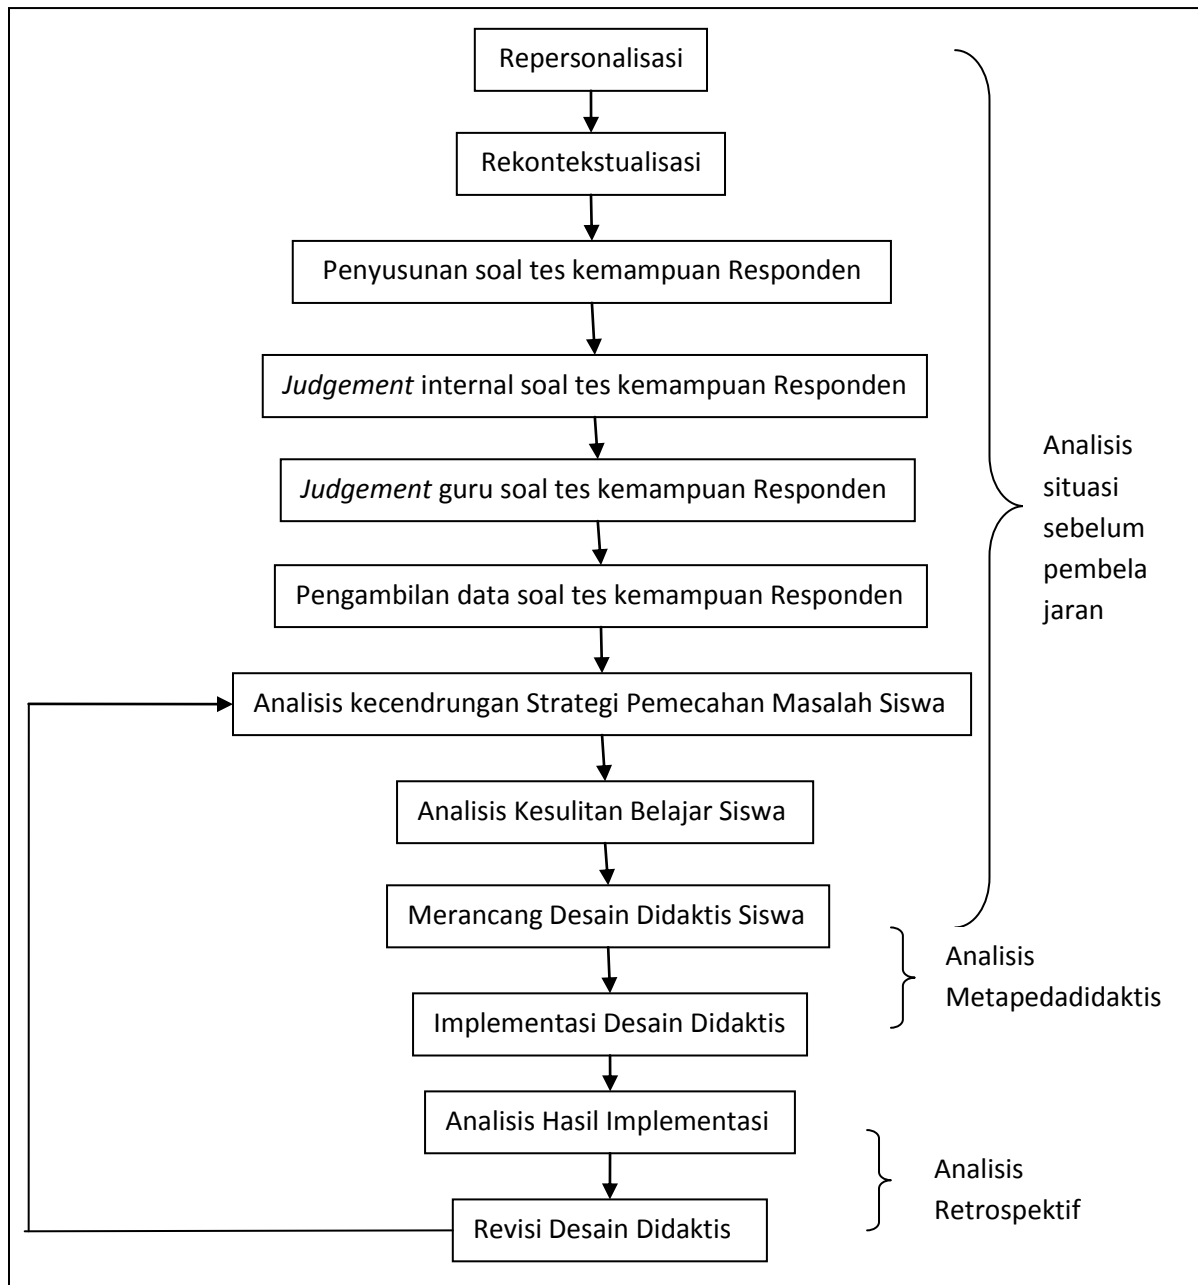 Repersonalisasi
Rekontekstualisasi
Penyusunan soal tes kemampuan Responden
Judgement internal soal tes kemampuan Responden
Judgement guru soal tes kemampuan Responden
Pengambilan data soal tes kemampuan Responden
Analisis kecendrungan Strategi Pemecahan Masalah Siswa
Analisis Kesulitan Belajar Siswa
Merancang Desain Didaktis Siswa
Implementasi Desain Didaktis
Analisis Hasil Implementasi
Revisi Desain Didaktis
Analisis
situasi
sebelum
pembela
jaran
Analisis
Metapedadidaktis
Analisis
Retrospektif